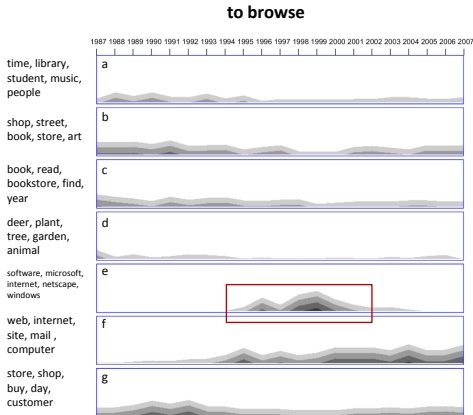 to browse
1987 1988 1989 1990 1991 1992 1993 1994 1995 1996 1997 1998 1999 2000 2001 2002 2003 2004 2005 2006 2007
time, library,
student, music,
people
a
shop, street,
book, store, art
b
book, read,
bookstore, find,
year
c
deer, plant,
tree, garden,
animal
d
software, microsoft,
internet, netscape,
windows
e
web, internet,
site, mail ,
computer
f
store, shop,
buy, day,
customer
g